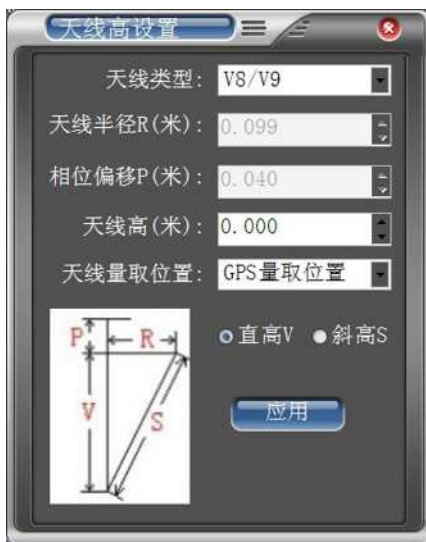 天线高设置
天线类型: V8/V9
天线半径R(米): 0.099
相位偏移P(米): 0.040
天线高(米): 0.000
天线量取位置: GPS量取位置
P R
V S
直高V 斜高S
应用